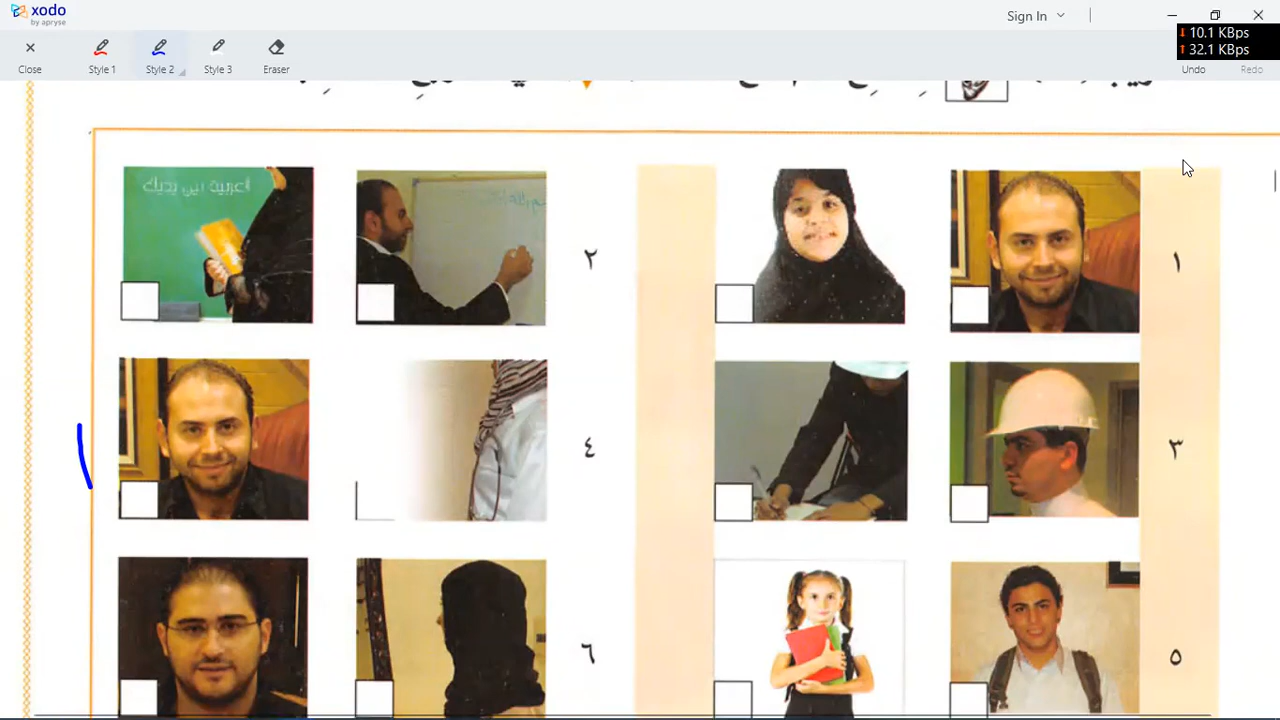 xodo
by apryse
Sign In
10.1 KBps
32.1 KBps
Close
Style 1
Style 2
Style 3
Eraser
Undo
Redo
١
٢
العربية بين يديك
٣
٤
٥
٦